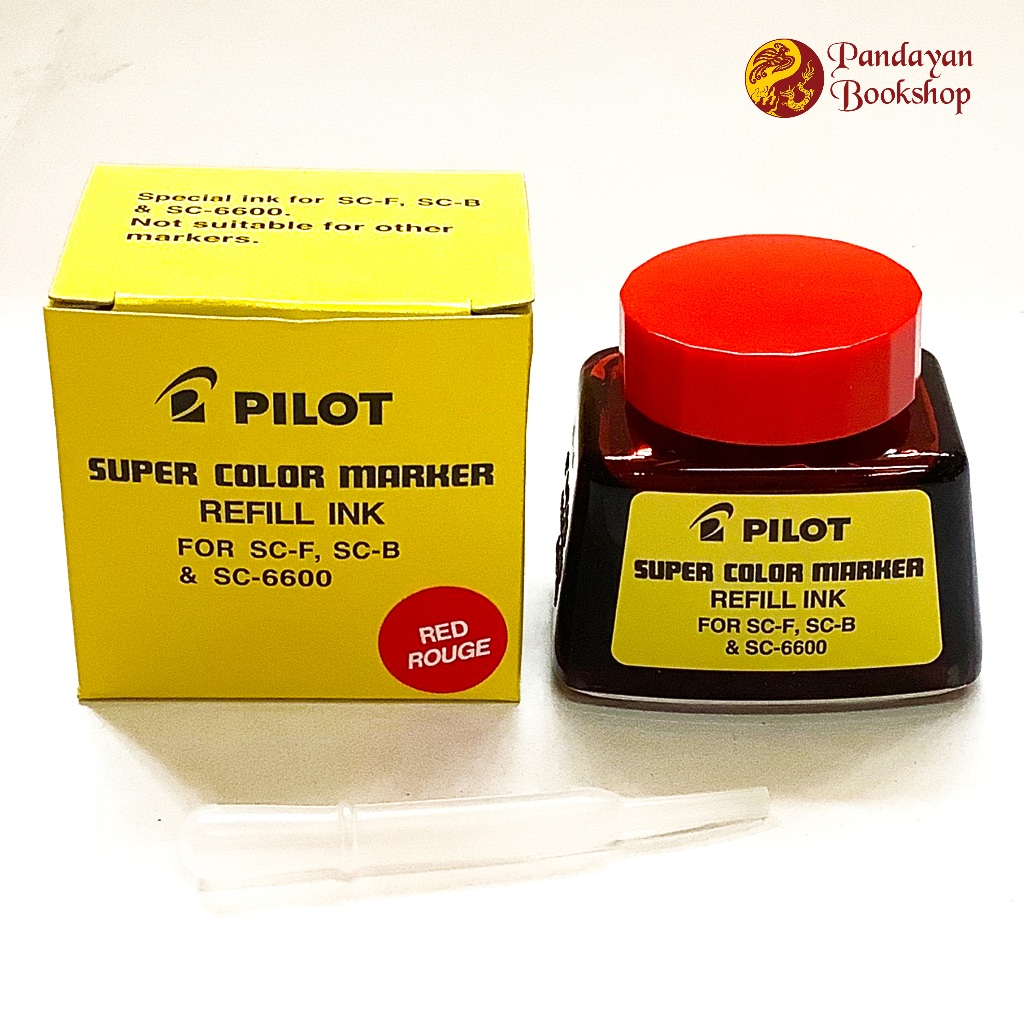 Pandayan
Bookshop
Special ink for SC-F, SC-B
& SC-6600.
Not suitable for other
markers.
PILOT
SUPER COLOR MARKER
REFILL INK
FOR SC-F, SC-B
& SC-6600
RED
ROUGE
PILOT
SUPER COLOR MARKER
REFILL INK
FOR SC-F, SC-B
& SC-6600